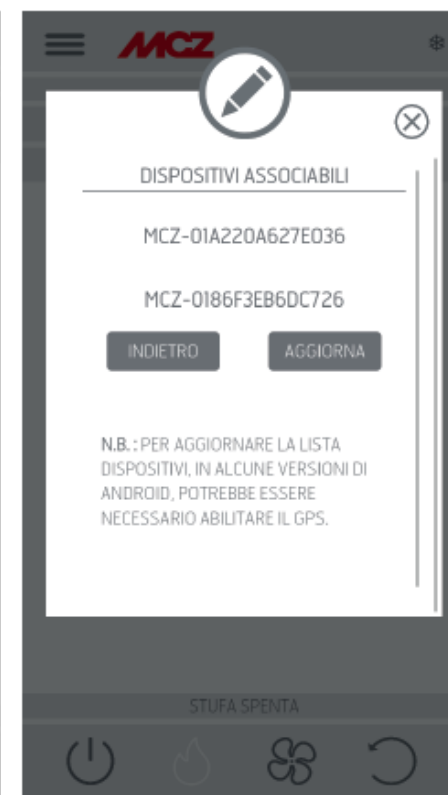 MCZ
DISPOSITIVI ASSOCIABILI
MCZ-01A220A627E036
MCZ-0186F3EB6DC726
INDIETRO
AGGIORNA
N.B. : PER AGGIORNARE LA LISTA
DISPOSITIVI, IN ALCUNE VERSIONI DI
ANDROID, POTREBBE ESSERE
NECESSARIO ABILITARE IL GPS.
STUFA SPENTA